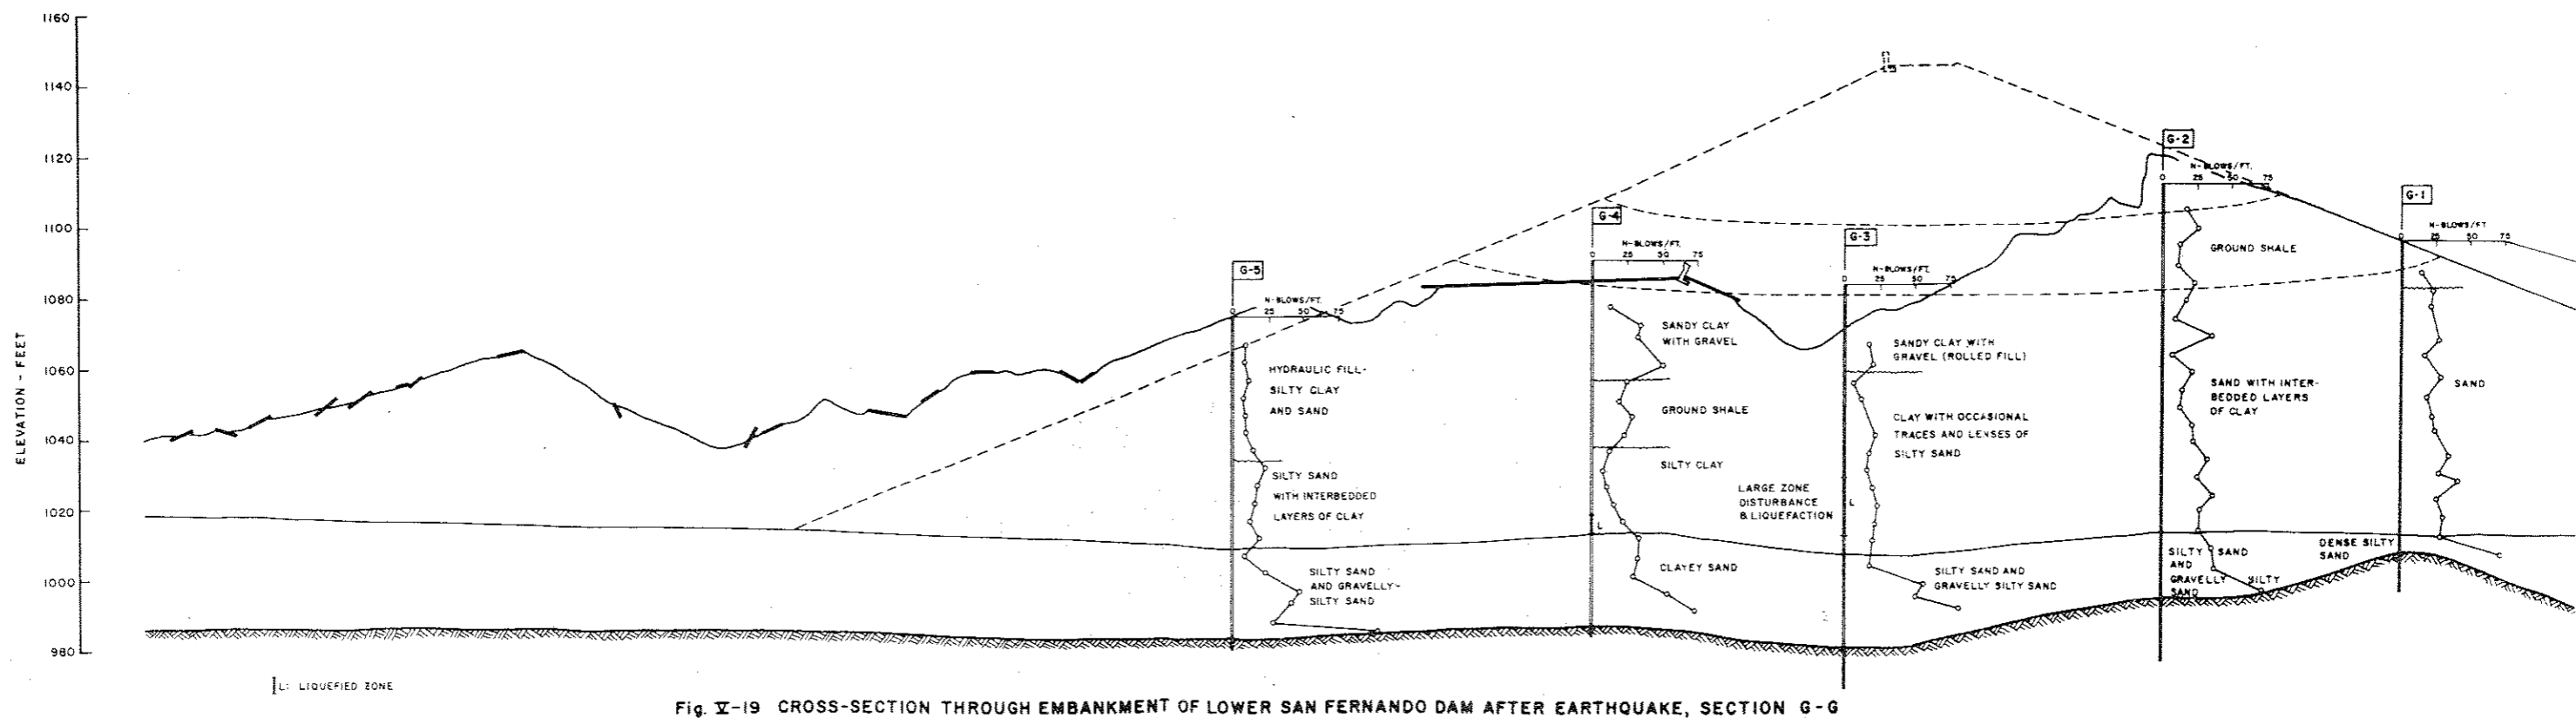 1160
1140
1120
1100
1080
1060
1040
1020
1000
980
ELEVATION - FEET
G-5
N-BLOWS/FT.
0 25 50 75
HYDRAULIC FILL-
SILTY CLAY
AND SAND
SILTY SAND
WITH INTERBEDDED
LAYERS OF CLAY
SILTY SAND
AND GRAVELLY-
SILTY SAND
G-4
N-BLOWS/FT.
0 25 50 75
SANDY CLAY
WITH GRAVEL
GROUND SHALE
SILTY CLAY
L
CLAYEY SAND
LARGE ZONE
DISTURBANCE
& LIQUEFACTION
G-3
N-BLOWS/FT.
0 25 50 75
SANDY CLAY WITH
GRAVEL (ROLLED FILL)
CLAY WITH OCCASIONAL
TRACES AND LENSES OF
SILTY SAND
L
SILTY SAND AND
GRAVELLY SILTY SAND
G-2
N-BLOWS/FT.
0 25 50 75
GROUND SHALE
SAND WITH INTER-
BEDDED LAYERS
OF CLAY
SILTY SAND
AND
GRAVELLY SILTY
SAND
G-1
N-BLOWS/FT.
0 25 50 75
SAND
DENSE SILTY
SAND
L: LIQUEFIED ZONE
Fig. V-19 CROSS-SECTION THROUGH EMBANKMENT OF LOWER SAN FERNANDO DAM AFTER EARTHQUAKE, SECTION G-G